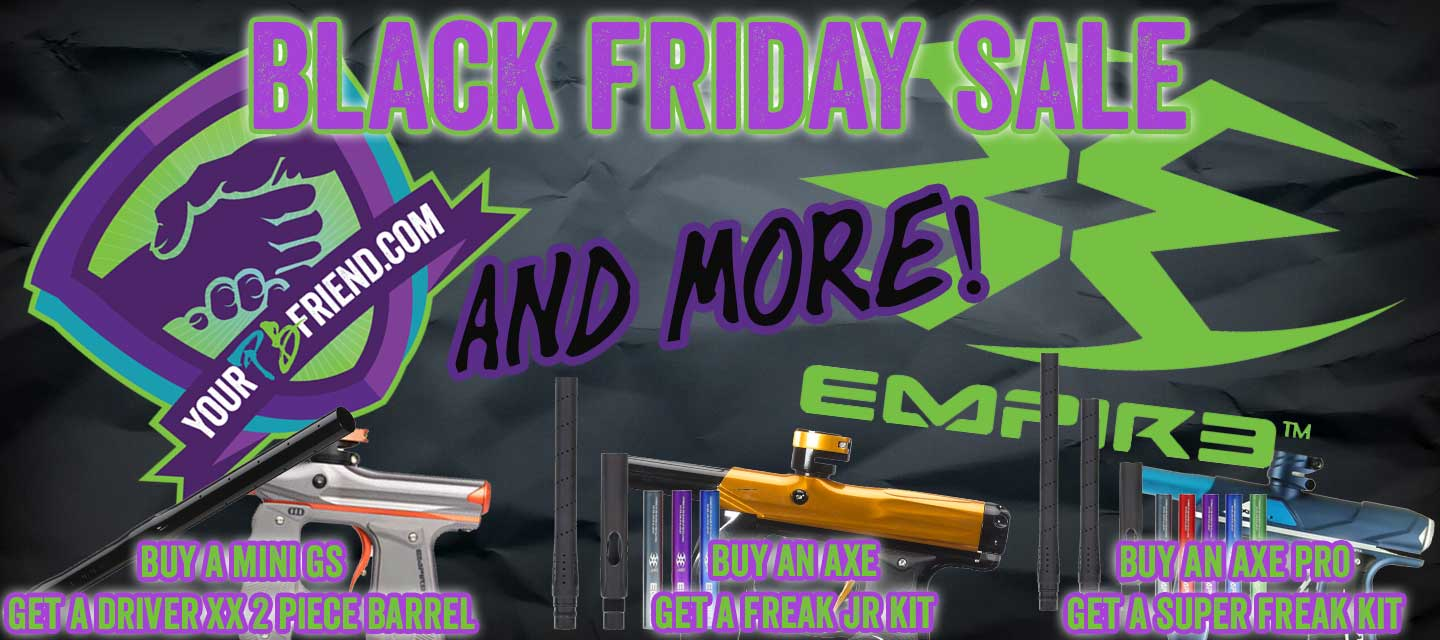 BLACK FRIDAY SALE
AND MORE!
YOUR PB FRIEND.COM
EMPIRE™
BUY A MINI GS
GET A DRIVER XX 2 PIECE BARREL
BUY AN AXE
GET A FREAK JR KIT
BUY AN AXE PRO
GET A SUPER FREAK KIT